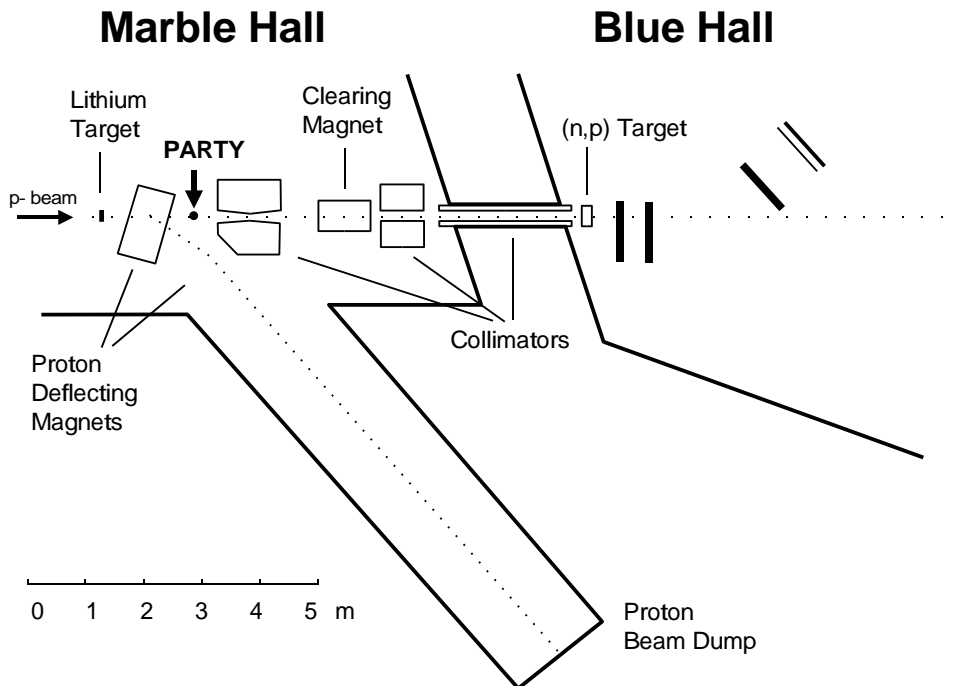 Marble Hall
Blue Hall
Lithium
Target
Clearing
Magnet
(n,p) Target
PARTY
p- beam
Collimators
Proton
Deflecting
Magnets
0 1 2 3 4 5 m
Proton
Beam Dump